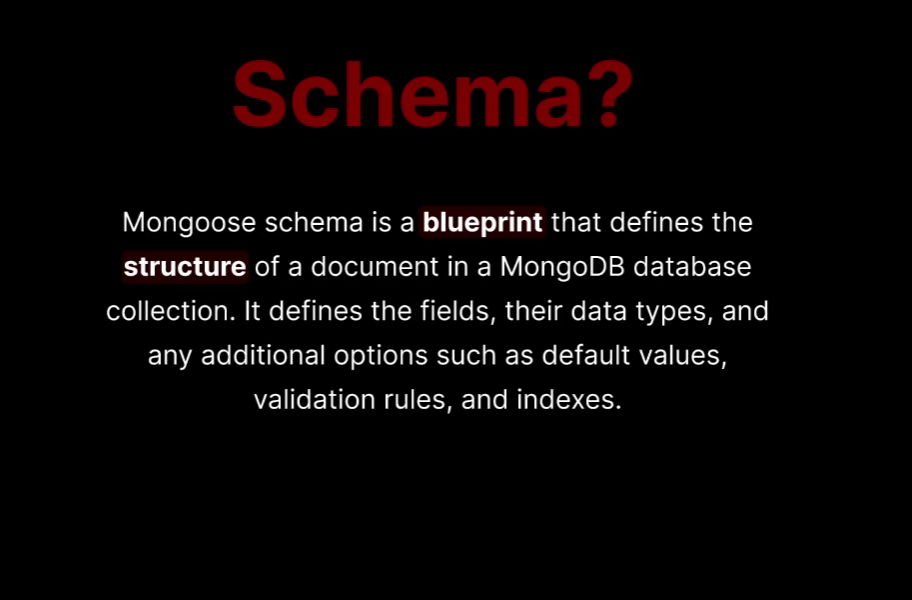 Schema?
Mongoose schema is a blueprint that defines the
structure of a document in a MongoDB database
collection. It defines the fields, their data types, and
any additional options such as default values,
validation rules, and indexes.